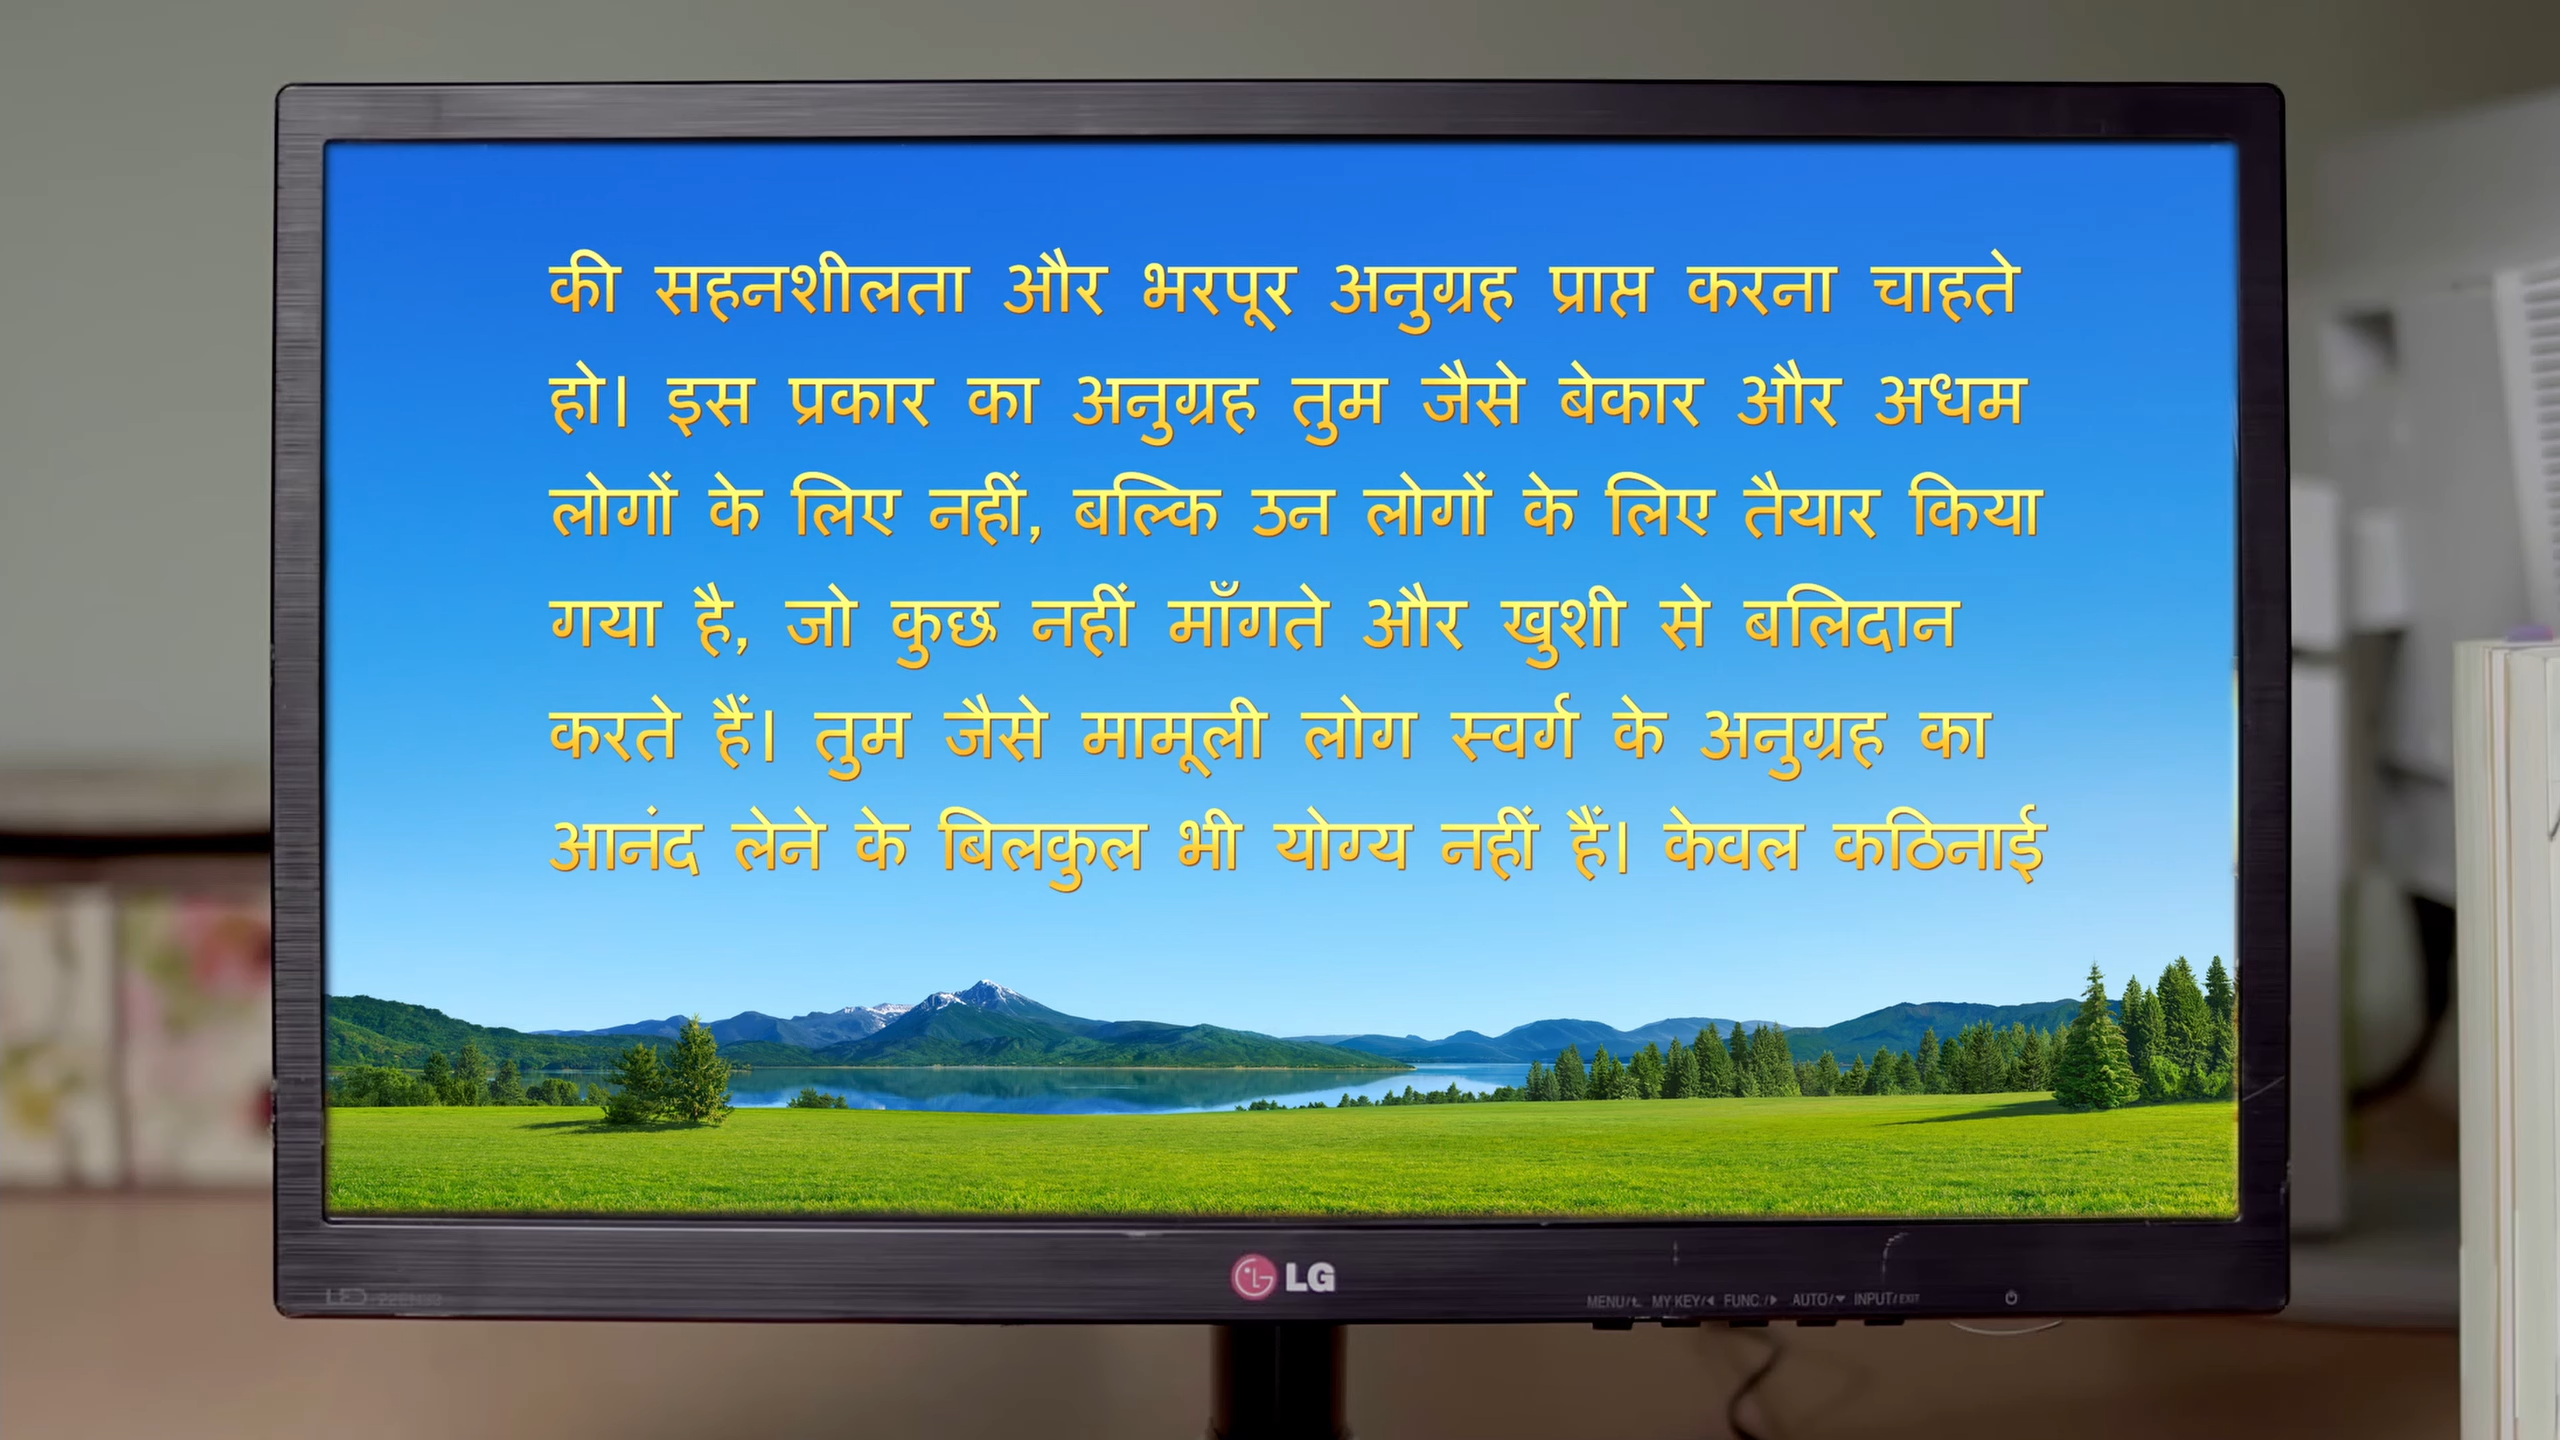 की सहनशीलता और भरपूर अनुग्रह प्राप्त करना चाहते
हो। इस प्रकार का अनुग्रह तुम जैसे बेकार और अधम
लोगों के लिए नहीं, बल्कि उन लोगों के लिए तैयार किया
गया है, जो कुछ नहीं माँगते और खुशी से बलिदान
करते हैं। तुम जैसे मामूली लोग स्वर्ग के अनुग्रह का
आनंद लेने के बिलकुल भी योग्य नहीं हैं। केवल कठिनाई
LG
MENU/ MY KEY/ FUNC./ AUTO/ INPUT/EXIT
LED